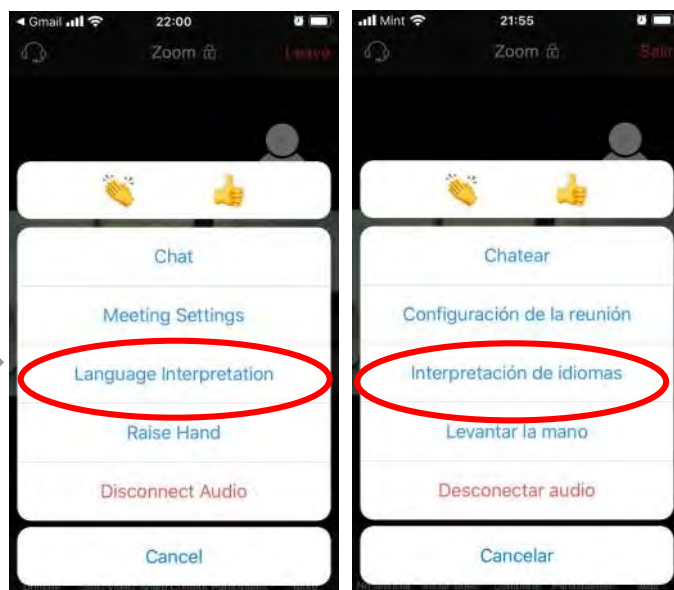 Gmail
22:00
Zoom
Leave
Chat
Meeting Settings
Language Interpretation
Raise Hand
Disconnect Audio
Cancel
Mint
21:55
Zoom
Salir
Chatear
Configuración de la reunión
Interpretación de idiomas
Levantar la mano
Desconectar audio
Cancelar